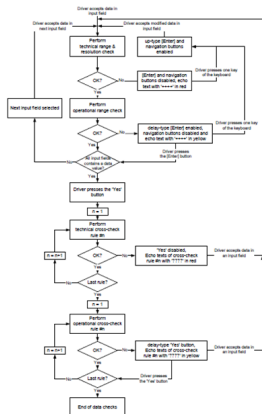 Driver accepts data in
input field
Driver accepts data in
next input field
Driver accepts modified data in
input field
Perform
technical range &
resolution check
up-type [Enter] and
navigation buttons
enabled
Driver presses one key
of the keyboard
OK?
No
[Enter] and navigation
buttons disabled, echo
text with '++++' in red
Yes
Next input field selected
Perform
operational range check
Driver presses one key
of the keyboard
OK?
No
delay-type [Enter] enabled,
navigation buttons disabled and
echo text with '++++' in yellow
Yes
Driver presses
the [Enter] button
No
All input fields
contains a data
value?
Yes
Driver presses the 'Yes'
button
n = 1
Perform
technical cross-check
rule #n
n = n+1
OK?
No
'Yes' disabled,
Echo texts of cross-check
rule #n with '????' in red
Driver accepts data in
an input field
Yes
No
Last rule?
Yes
n = 1
Perform
operational cross-check
rule #n
n = n+1
OK?
No
delay-type 'Yes' button,
Echo texts of cross-check
rule #n with '????' in yellow
Driver accepts data in
an input field
Yes
No
Last rule?
Driver presses
the 'Yes' button
Yes
End of data checks